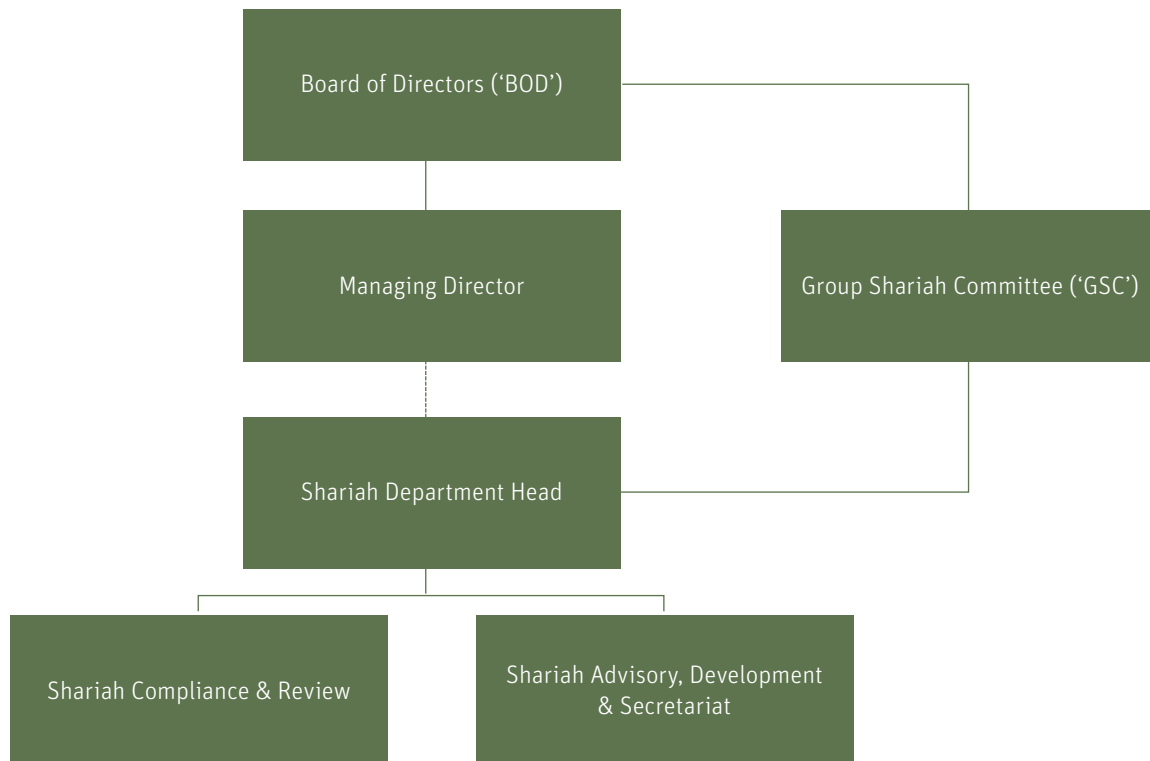 Board of Directors (‘BOD’)
Managing Director
Group Shariah Committee (‘GSC’)
Shariah Department Head
Shariah Compliance & Review
Shariah Advisory, Development
& Secretariat